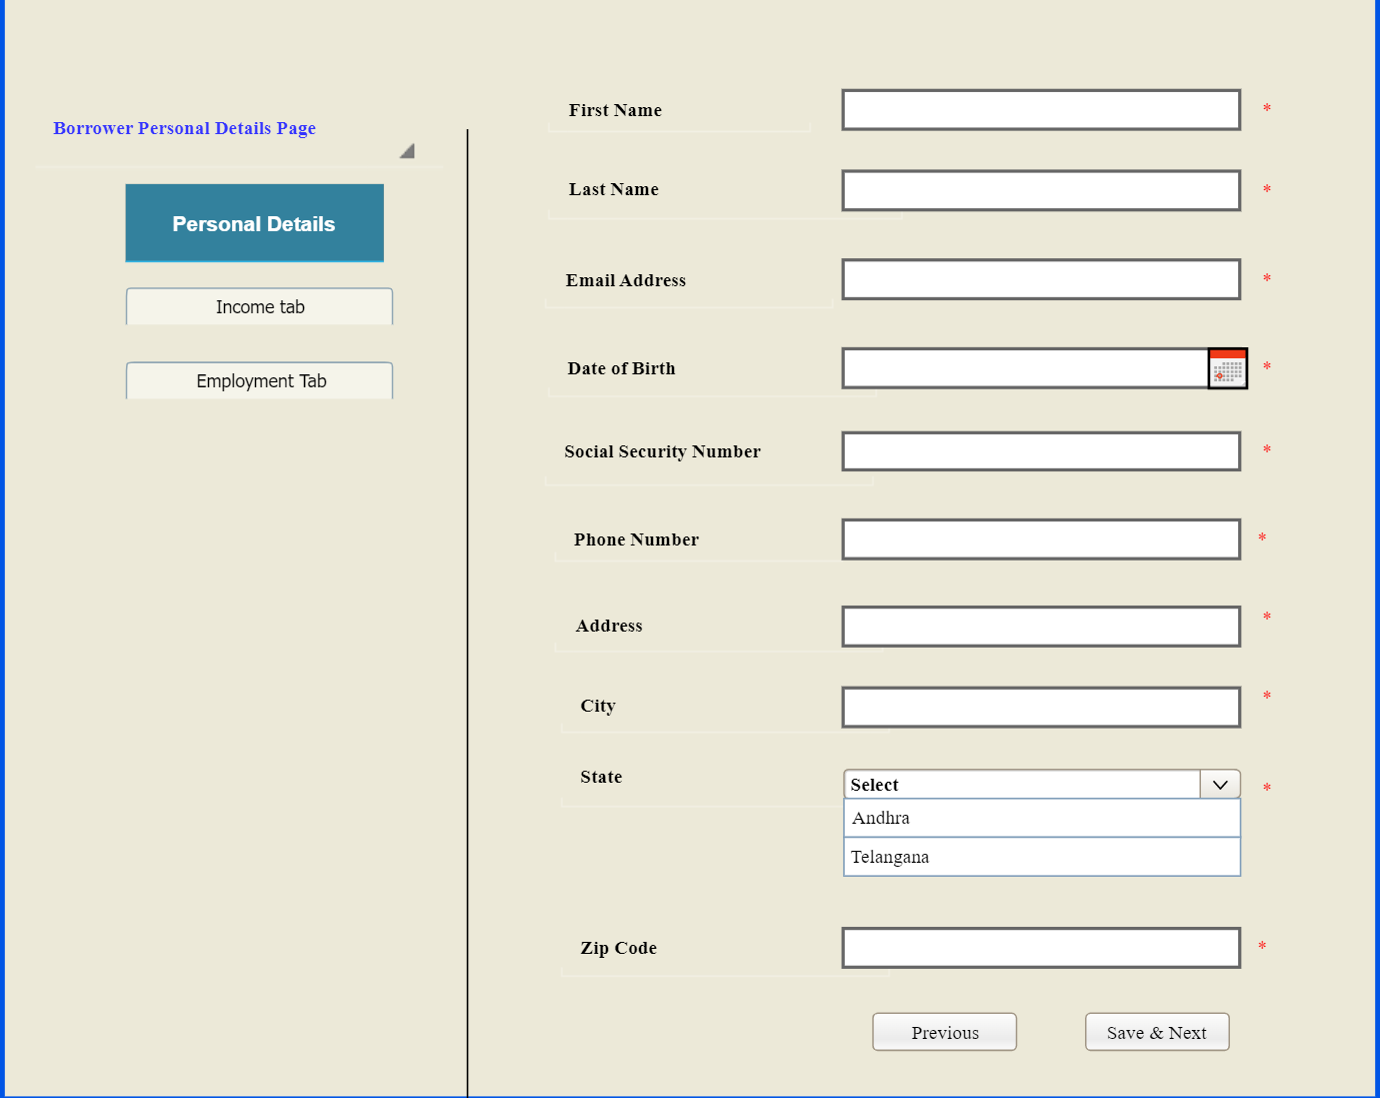 Borrower Personal Details Page
Personal Details
Income tab
Employment Tab
First Name *
Last Name *
Email Address *
Date of Birth *
Social Security Number *
Phone Number *
Address *
City *
State Select *
Andhra
Telangana
Zip Code *
Previous Save & Next